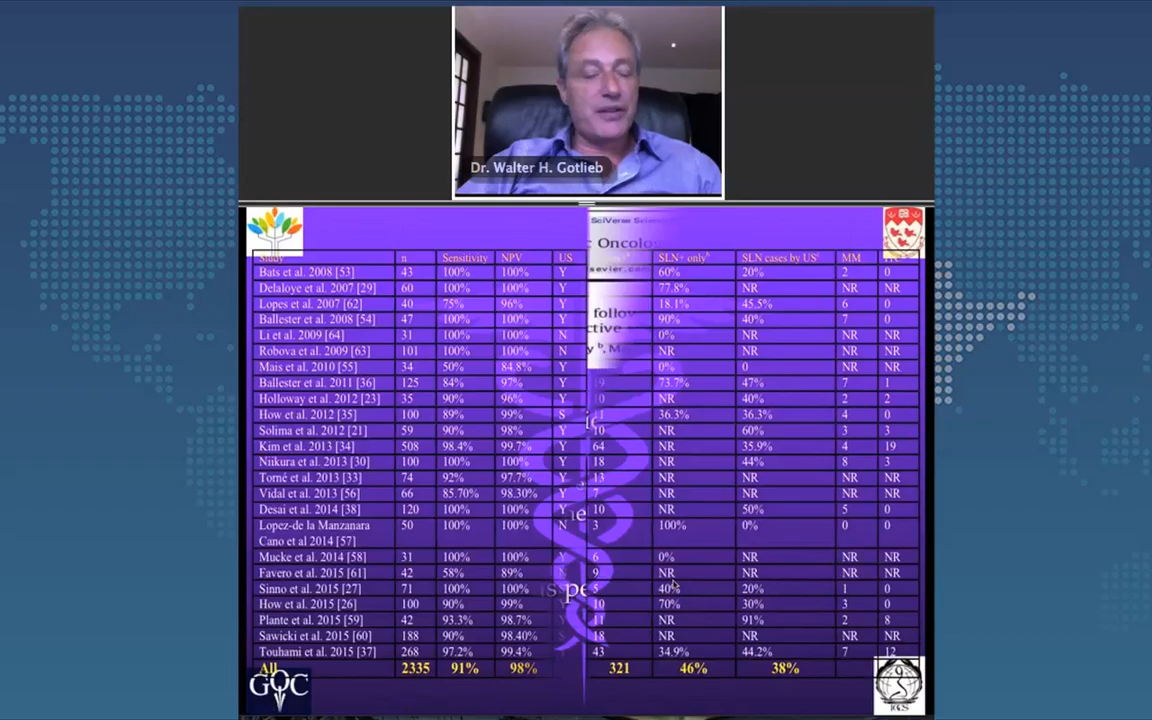 Dr. Walter H. Gotlieb
SciVerse
c Oncolo
sevier.com
Study n Sensitivity NPV US SLN+ only b SLN cases by US c MM
Bats et al. 2008 [53] 43 100% 100% Y 60% 20% 2 0
Delaloye et al. 2007 [29] 60 100% 100% Y 77.8% NR NR NR
Lopes et al. 2007 [62] 40 75% 96% Y 18.1% 45.5% 6 0
follov
Ballester et al. 2008 [54] 47 100% 100% Y 90% 40% 7 0
ctive
Li et al. 2009 [64] 31 100% 100% N 0% NR NR NR
Robova et al. 2009 [63] 101 100% 100% N NR NR NR NR
Mais et al. 2010 [55] 34 50% 84.8% Y 0% 0 NR NR
Ballester et al. 2011 [36] 125 84% 97% Y 19 73.7% 47% 7 1
Holloway et al. 2012 [23] 35 90% 96% Y 10 NR 40% 2 2
How et al. 2012 [35] 100 89% 99% S 11 36.3% 36.3% 4 0
Solima et al. 2012 [21] 59 90% 98% Y 10 NR 60% 3 3
Kim et al. 2013 [34] 508 98.4% 99.7% Y 64 NR 35.9% 4 19
Niikura et al. 2013 [30] 100 100% 100% Y 18 NR 44% 8 3
Torné et al. 2013 [33] 74 92% 97.7% Y 13 NR NR NR NR
Vidal et al. 2013 [56] 66 85.70% 98.30% Y 7 NR NR NR NR
Desai et al. 2014 [38] 120 100% 100% Y 10 NR 50% 5 0
Lopez-de la Manzanara 50 100% 100% N 3 100% 0% 0 0
Cano et al 2014 [57]
Mucke et al. 2014 [58] 31 100% 100% Y 6 0% NR NR NR
Favero et al. 2015 [61] 42 58% 89% N 9 NR NR NR NR
Sinno et al. 2015 [27] 71 100% 100% 5 40% 20% 1 0
How et al. 2015 [26] 100 90% 99% 10 70% 30% 3 0
Plante et al. 2015 [59] 42 93.3% 98.7% 11 NR 91% 2 8
Sawicki et al. 2015 [60] 188 90% 98.40% 18 NR NR NR NR
Touhami et al. 2015 [37] 268 97.2% 99.4% 43 34.9% 44.2% 7 12
All 2335 91% 98% 321 46% 38%
GOC
IGCS